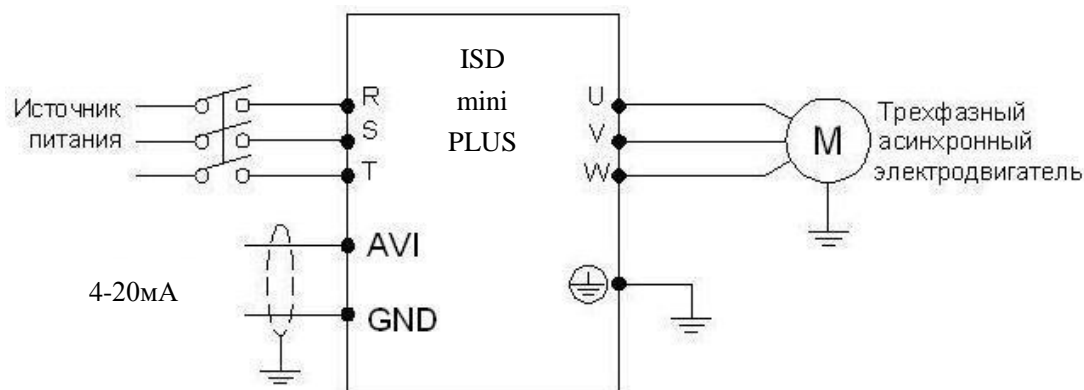 ISD
mini
PLUS
Источник
питания
R
S
T
U
V
W
M
Трехфазный
асинхронный
электродвигатель
AVI
GND
4-20мА